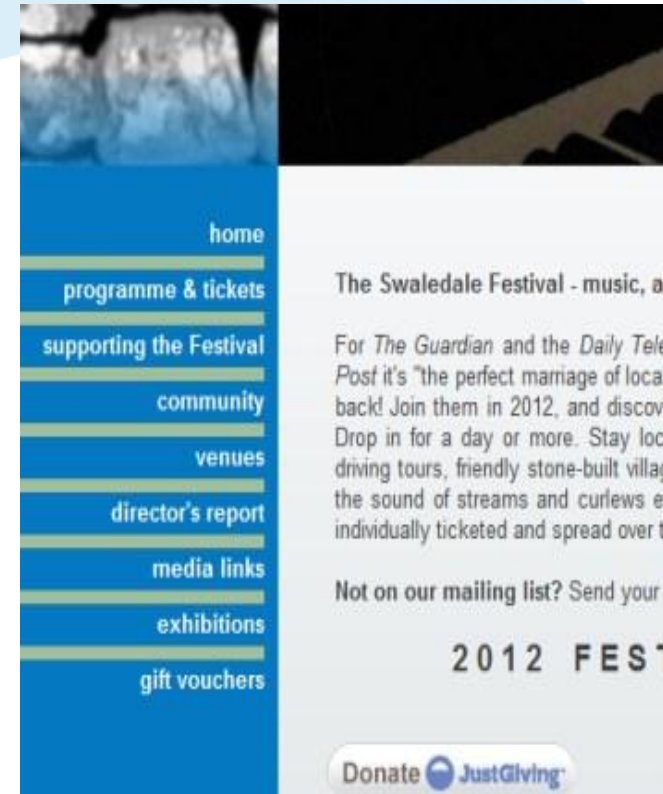 home
programme & tickets
supporting the Festival
community
venues
director's report
media links
exhibitions
gift vouchers
The Swaledale Festival - music, a
For The Guardian and the Daily Tele
Post it's "the perfect marriage of loca
back! Join them in 2012, and discov
Drop in for a day or more. Stay loc
driving tours, friendly stone-built villag
the sound of streams and curlews e
individually ticketed and spread over t
Not on our mailing list? Send your
2012 FEST
Donate JustGiving